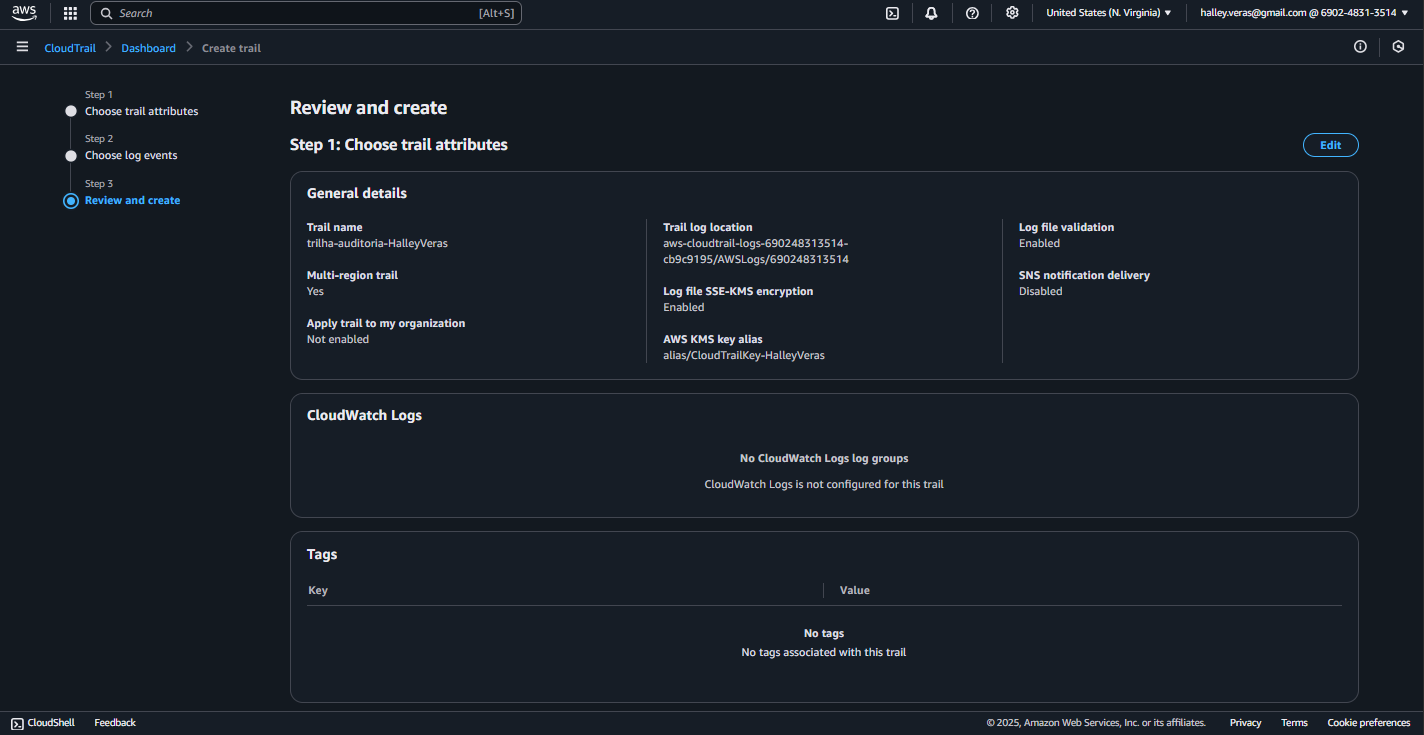 aws
Search
[Alt+S]
United States (N. Virginia)
halley.veras@gmail.com @ 6902-4831-3514
CloudTrail
Dashboard
Create trail
Step 1
Choose trail attributes
Step 2
Choose log events
Step 3
Review and create
Review and create
Step 1: Choose trail attributes
Edit
General details
Trail name
trilha-auditoria-HalleyVeras
Multi-region trail
Yes
Apply trail to my organization
Not enabled
Trail log location
aws-cloudtrail-logs-690248313514-
cb9c9195/AWSLogs/690248313514
Log file SSE-KMS encryption
Enabled
AWS KMS key alias
alias/CloudTrailKey-HalleyVeras
Log file validation
Enabled
SNS notification delivery
Disabled
CloudWatch Logs
No CloudWatch Logs log groups
CloudWatch Logs is not configured for this trail
Tags
Key
Value
No tags
No tags associated with this trail
CloudShell
Feedback
© 2025, Amazon Web Services, Inc. or its affiliates.
Privacy
Terms
Cookie preferences